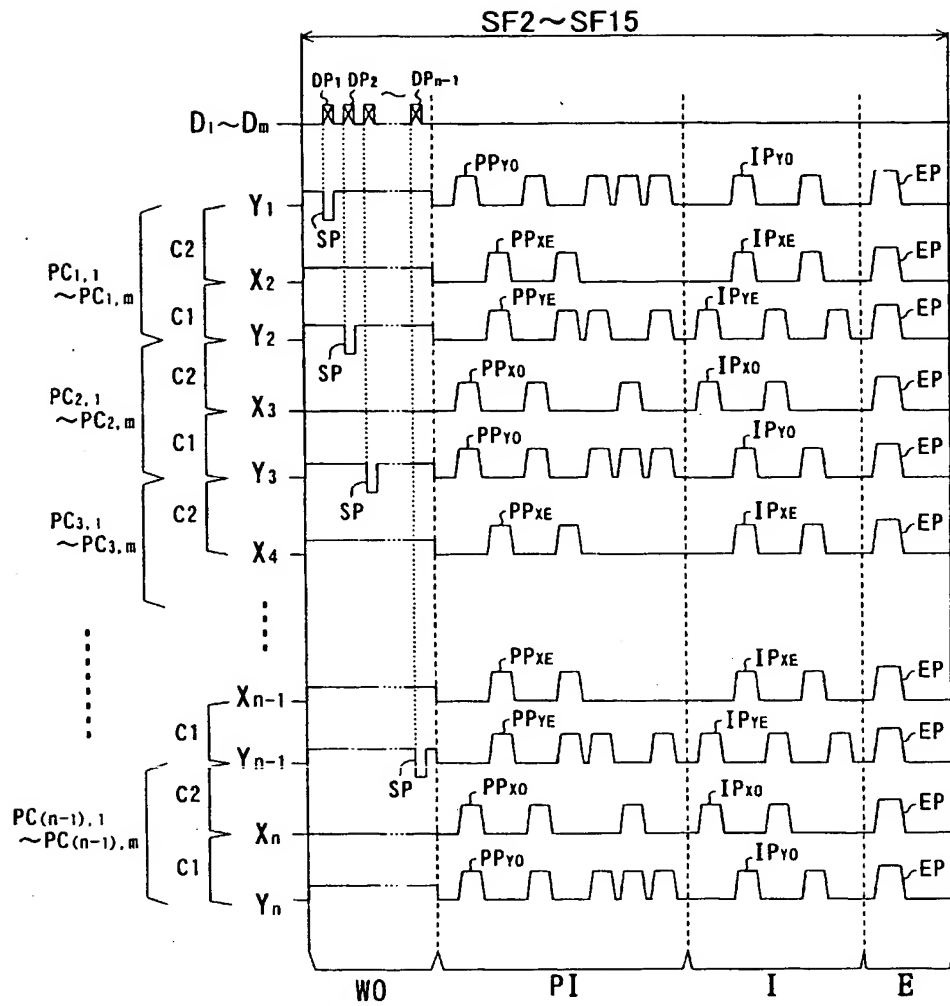 SF2～SF15
DP1 DP2 ～ DPn-1
D1～Dm
PPYO IPYO EP
Y1
SP
C2
PPXE IPXE EP
PC1,1
～PC1,m
X2
C1
PPYE IPYE EP
Y2
SP
C2
PPXO IPXO EP
PC2,1
～PC2,m
X3
C1
PPYO IPYO EP
Y3
SP
C2
PPXE IPXE EP
PC3,1
～PC3,m
X4
PPXE IPXE EP
Xn-1
C1
PPYE IPYE EP
Yn-1
SP
C2
PPXO IPXO EP
PC(n-1),1
～PC(n-1),m
Xn
C1
PPYO IPYO EP
Yn
WO PI I E